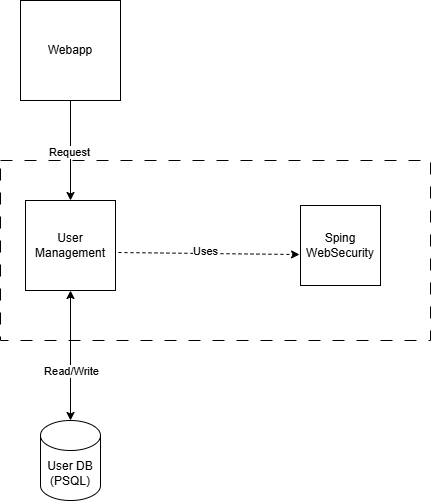 Webapp
Request
User
Management
Uses
Sping
WebSecurity
Read/Write
User DB
(PSQL)